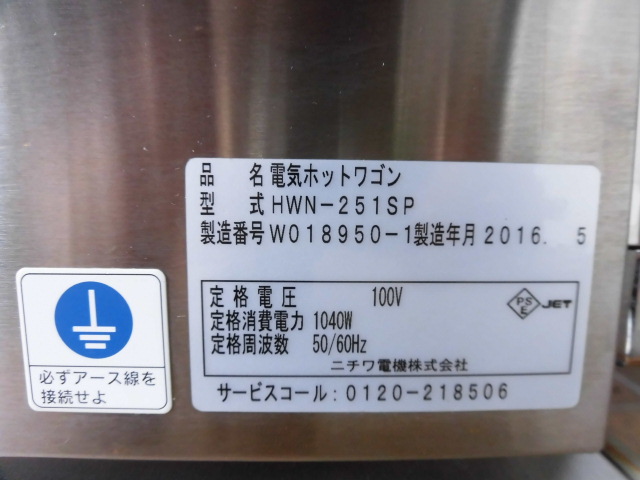 品 名 電気ホットワゴン
型 式 HWN-251SP
製造番号 W018950-1 製造年月 2016. 5
定格電圧 100V
定格消費電力 1040W
定格周波数 50/60Hz
PSE JET
ニチワ電機株式会社
サービスコール:0120-218506
必ずアース線を
接続せよ